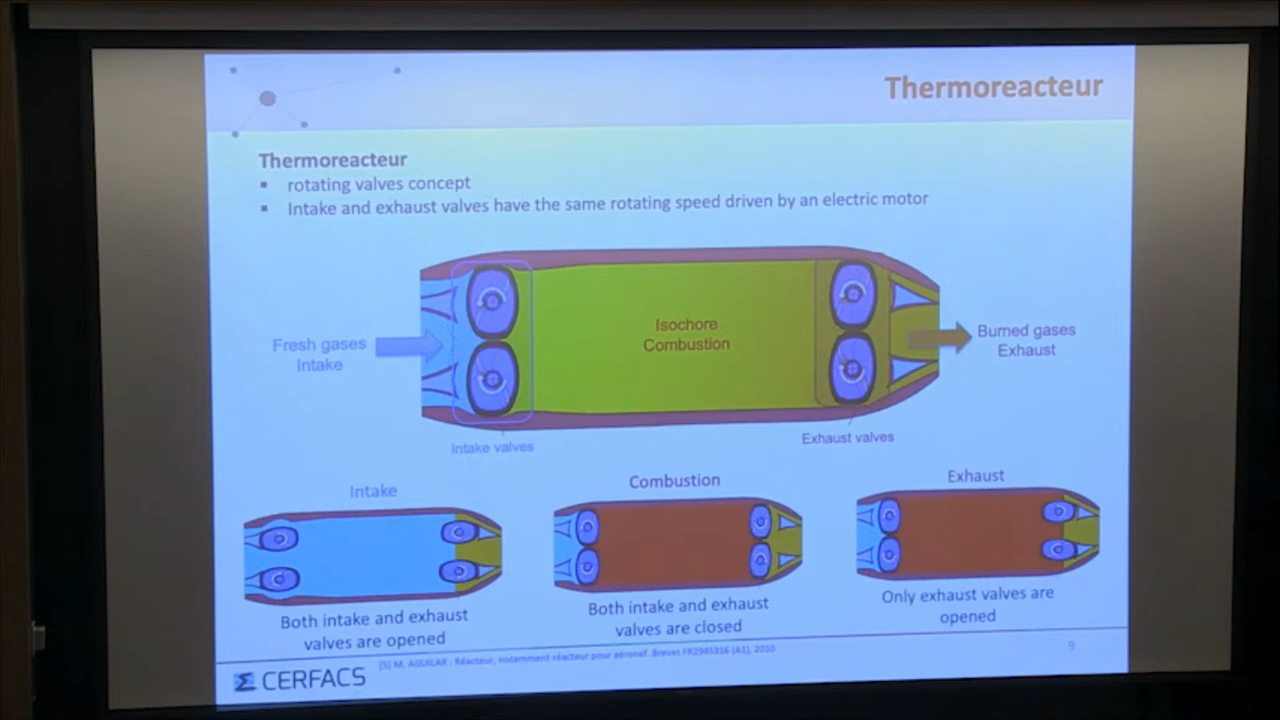 Thermoreacteur
Thermoreacteur
▪ rotating valves concept
▪ Intake and exhaust valves have the same rotating speed driven by an electric motor
Fresh gases
Intake
Isochore
Combustion
Burned gases
Exhaust
Intake valves
Exhaust valves
Intake
Combustion
Exhaust
Both intake and exhaust
valves are opened
Both intake and exhaust
valves are closed
Only exhaust valves are
opened
[5] M. AGUILAR : Réacteur, notamment réacteur pour aéronef. Brevet FR2945316 (A1), 2010
9
CERFACS